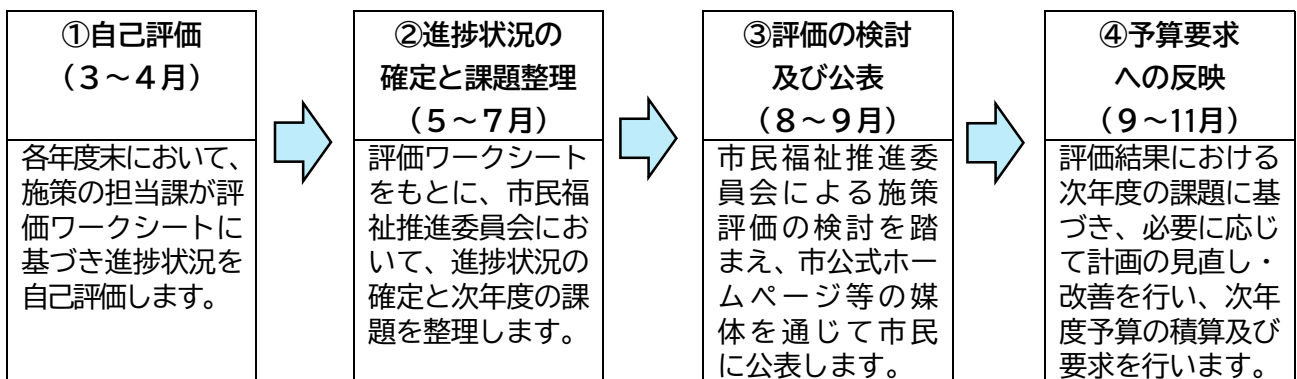 ①自己評価
(3~4月)
各年度末において、
施策の担当課が評
価ワークシートに
基づき進捗状況を
自己評価します。
②進捗状況の
確定と課題整理
(5~7月)
評価ワークシート
をもとに、市民福
祉推進委員会にお
いて、進捗状況の
確定と次年度の課
題を整理します。
③評価の検討
及び公表
(8~9月)
市民福祉推進委
員会による施策
評価の検討を踏
まえ、市公式ホー
ムページ等の媒
体を通じて市民
に公表します。
④予算要求
への反映
(9~11月)
評価結果における
次年度の課題に基
づき、必要に応じ
て計画の見直し・
改善を行い、次年
度予算の積算及び
要求を行います。